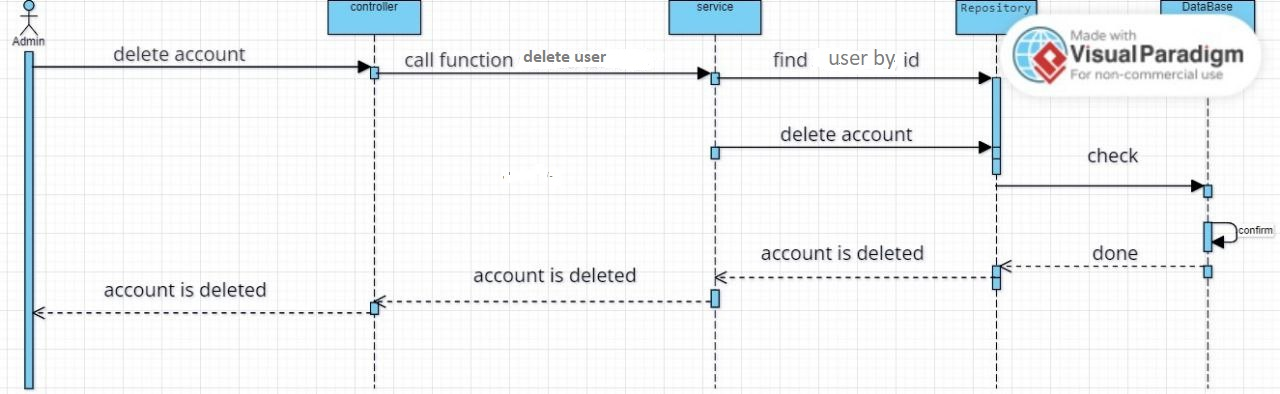 controller
service
Repository
DataBase
Admin
Made with
Visual Paradigm
For non-commercial use
delete account
call function delete user
find user by id
delete account
check
confirm
account is deleted
done
account is deleted
account is deleted